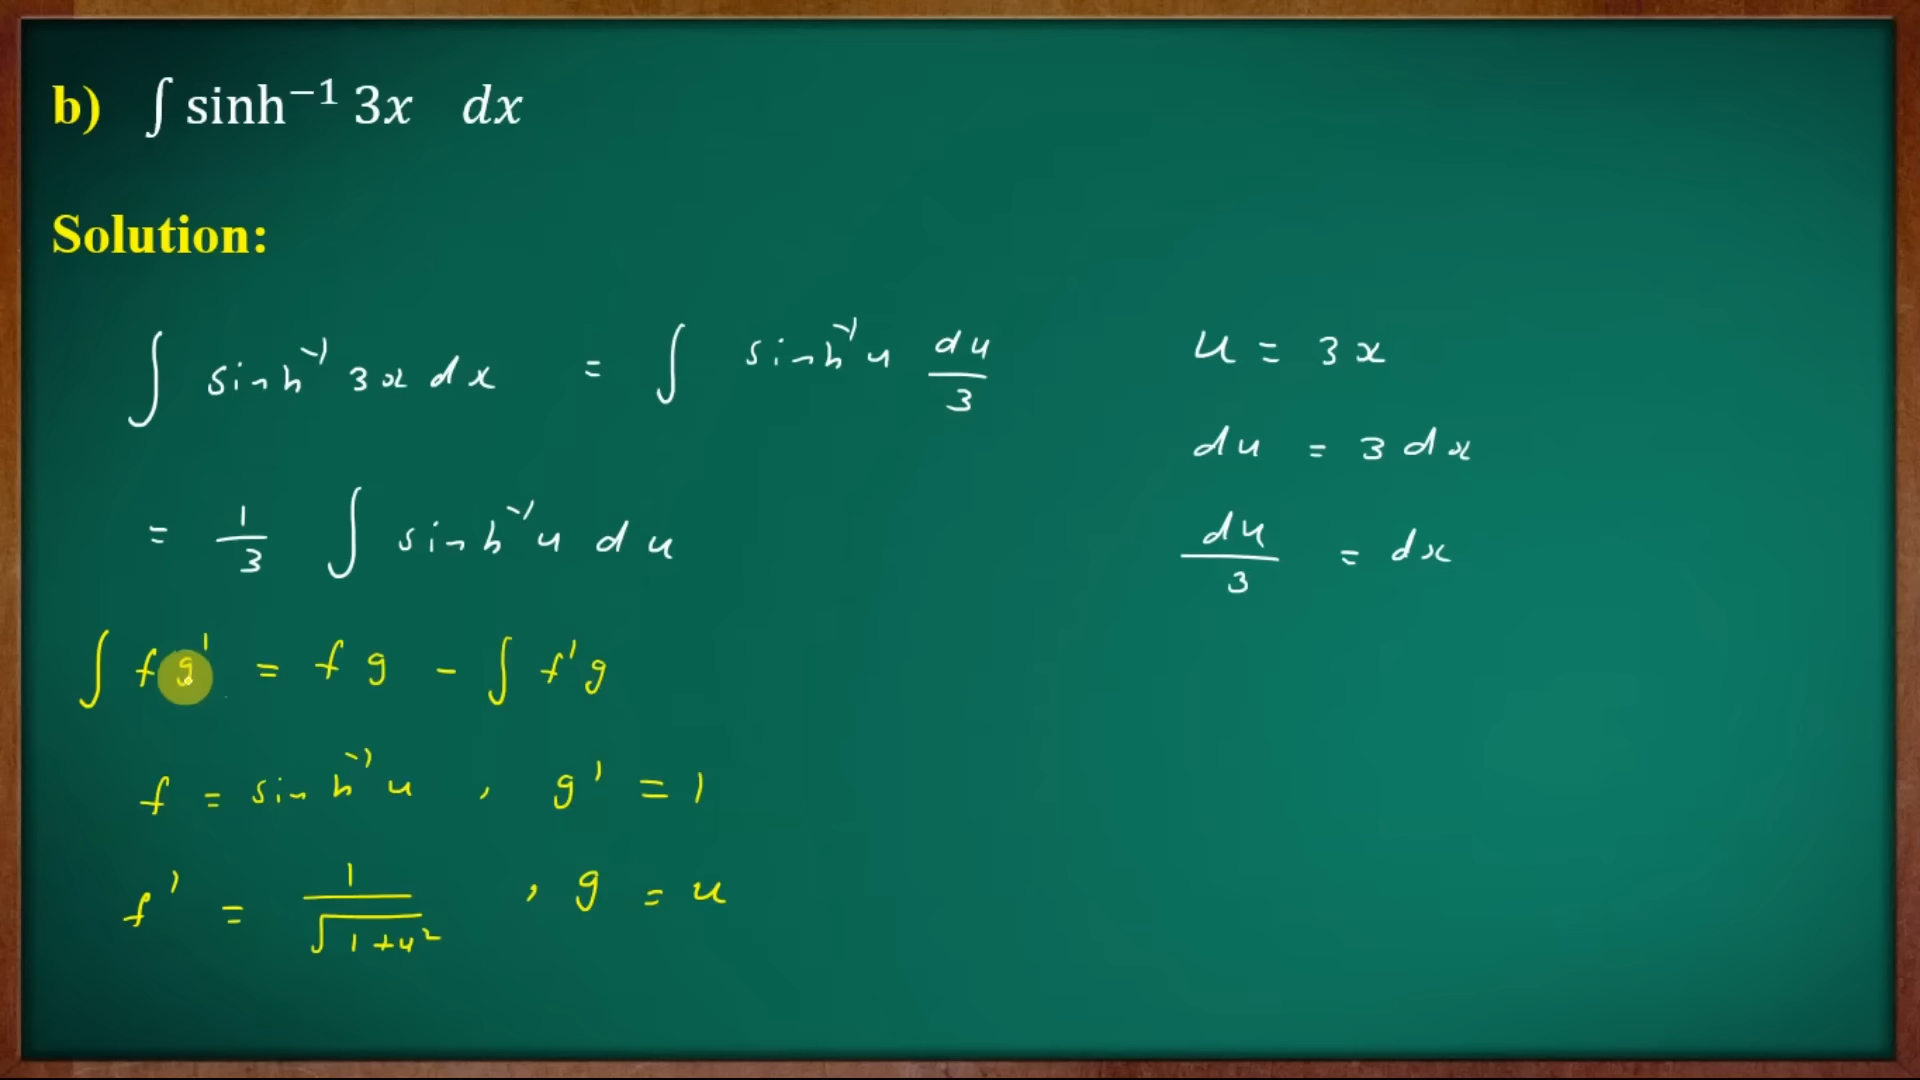 b) ∫ sinh⁻¹ 3x dx
Solution:
∫ sinh⁻¹ 3x dx = ∫ sinh⁻¹ u du/3
= 1/3 ∫ sinh⁻¹ u du
∫ f g' = f g - ∫ f' g
f = sinh⁻¹ u , g' = 1
f' = 1/√(1+u²) , g = u
u = 3x
du = 3 dx
du/3 = dx